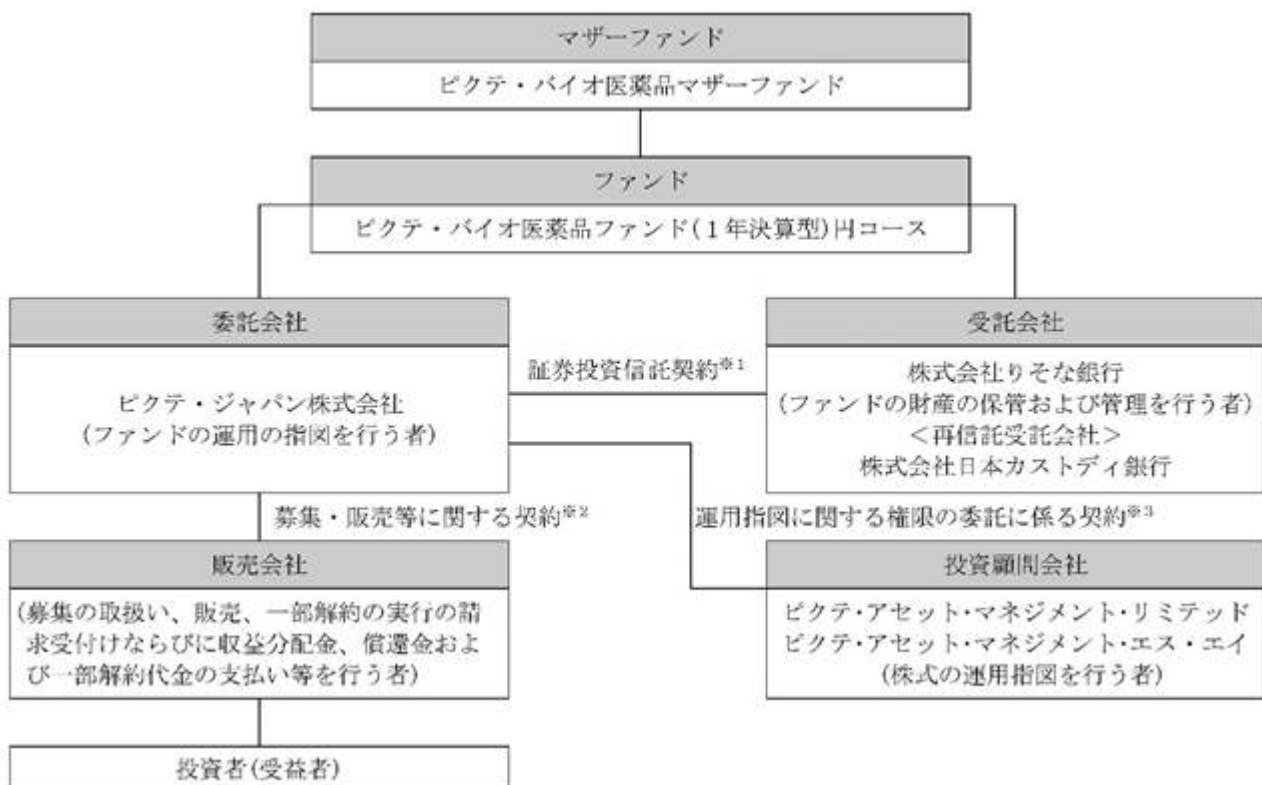 マザーファンド
ピクテ・バイオ医薬品マザーファンド
ファンド
ピクテ・バイオ医薬品ファンド(１年決算型)円コース
委託会社
ピクテ・ジャパン株式会社
(ファンドの運用の指図を行う者)
証券投資信託契約※1
受託会社
株式会社りそな銀行
(ファンドの財産の保管および管理を行う者)
＜再信託受託会社＞
株式会社日本カストディ銀行
募集・販売等に関する契約※2
運用指図に関する権限の委託に係る契約※3
販売会社
(募集の取扱い、販売、一部解約の実行の請
求受付けならびに収益分配金、償還金およ
び一部解約代金の支払い等を行う者)
投資顧問会社
ピクテ・アセット・マネジメント・リミテッド
ピクテ・アセット・マネジメント・エス・エイ
(株式の運用指図を行う者)
投資者(受益者)